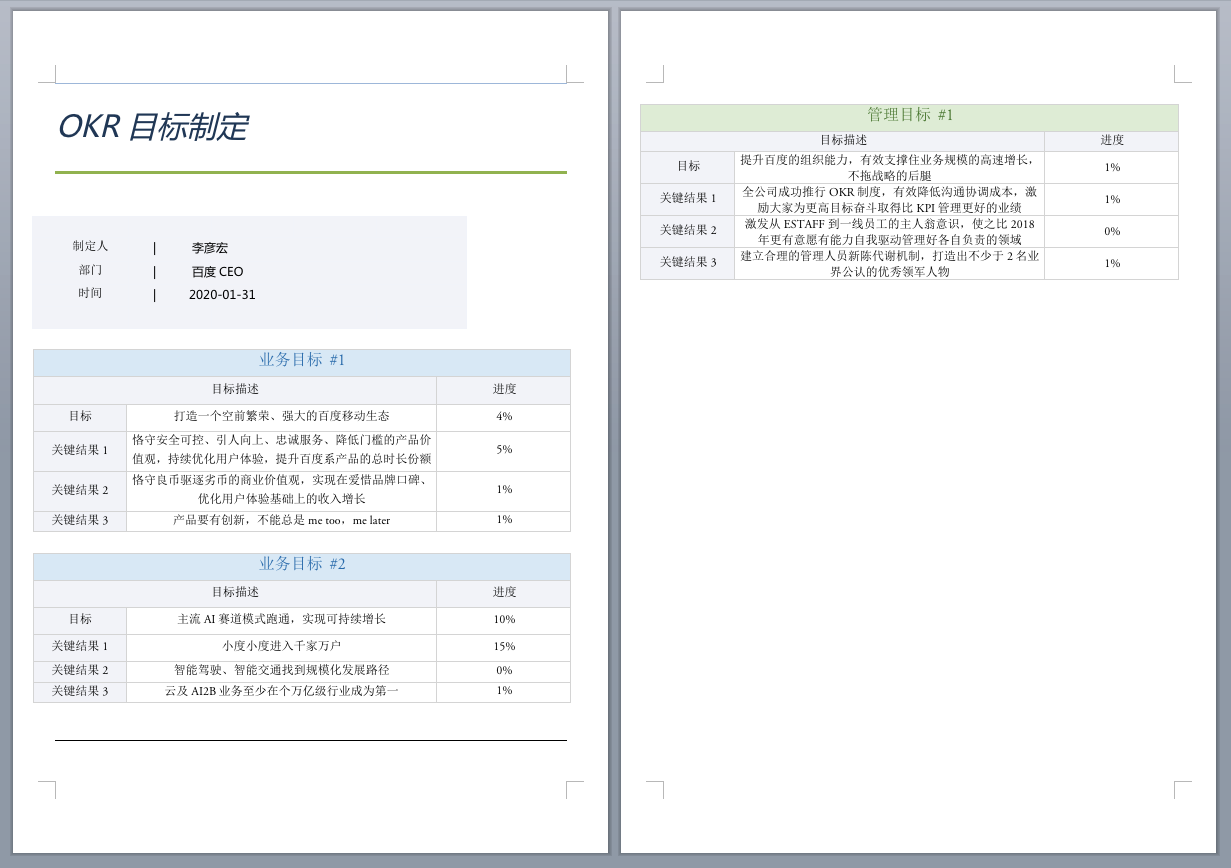 OKR 目标制定
制定人 | 李彦宏
部门 | 百度 CEO
时间 | 2020-01-31
业务目标 #1
目标描述 进度
目标 打造一个空前繁荣、强大的百度移动生态 4%
关键结果 1 恪守安全可控、引人向上、忠诚服务、降低门槛的产品价
值观，持续优化用户体验，提升百度系产品的总时长份额 5%
关键结果 2 恪守良币驱逐劣币的商业价值观，实现在爱惜品牌口碑、
优化用户体验基础上的收入增长 1%
关键结果 3 产品要有创新，不能总是 me too，me later 1%
业务目标 #2
目标描述 进度
目标 主流 AI 赛道模式跑通，实现可持续增长 10%
关键结果 1 小度小度进入千家万户 15%
关键结果 2 智能驾驶、智能交通找到规模化发展路径 0%
关键结果 3 云及 AI2B 业务至少在个万亿级行业成为第一 1%
管理目标 #1
目标描述 进度
目标 提升百度的组织能力，有效支撑住业务规模的高速增长，
不拖战略的后腿 1%
关键结果 1 全公司成功推行 OKR 制度，有效降低沟通协调成本，激
励大家为更高目标奋斗取得比 KPI 管理更好的业绩 1%
关键结果 2 激发从 ESTAFF 到一线员工的主人翁意识，使之比 2018
年更有意愿有能力自我驱动管理好各自负责的领域 0%
关键结果 3 建立合理的管理人员新陈代谢机制，打造出不少于 2 名业
界公认的优秀领军人物 1%